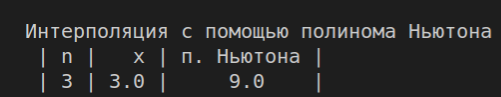 Интерполяция с помощью полинома Ньютона
| n | x | п. Ньютона |
| 3 | 3.0 | 9.0 |